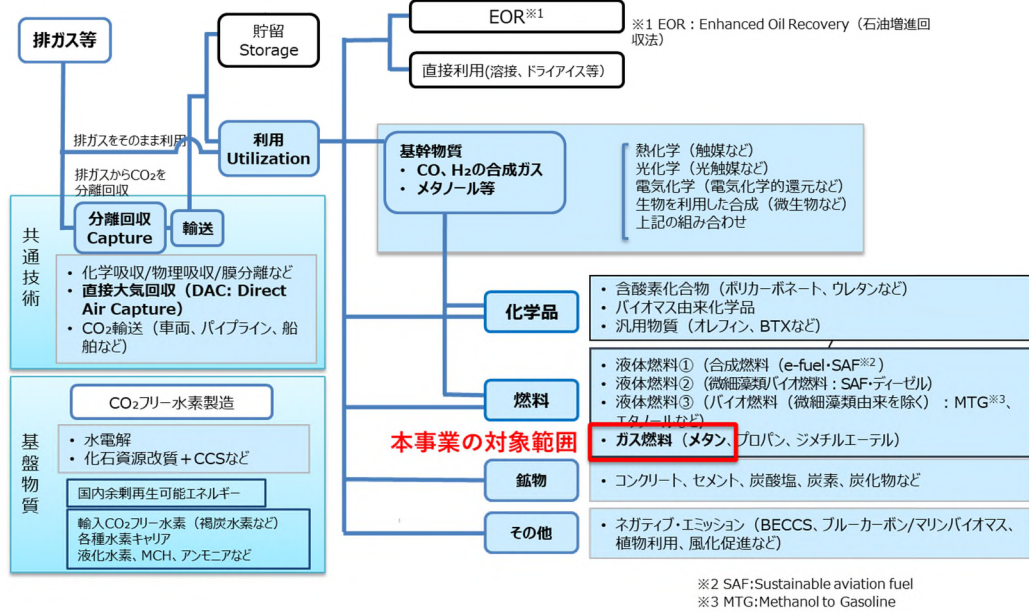 排ガス等
貯留
Storage
EOR※1
※1 EOR:Enhanced Oil Recovery(石油増進回
収法)
直接利用(溶接、ドライアイス等)
排ガスをそのまま利用
利用
Utilization
排ガスからCO₂を
分離回収
基幹物質
• CO、H₂の合成ガス
• メタノール等
熱化学(触媒など)
光化学(光触媒など)
電気化学(電気化学的還元など)
生物を利用した合成(微生物など)
上記の組み合わせ
共通技術
分離回収
Capture
輸送
• 化学吸収/物理吸収/膜分離など
• 直接大気回収(DAC: Direct
Air Capture)
• CO₂輸送(車両、パイプライン、船
舶など)
化学品
• 含酸素化合物(ポリカーボネート、ウレタンなど)
• バイオマス由来化学品
• 汎用物質(オレフィン、BTXなど)
燃料
• 液体燃料①(合成燃料(e-fuel・SAF※2)
• 液体燃料②(微細藻類バイオ燃料:SAF・ディーゼル)
• 液体燃料③(バイオ燃料(微細藻類由来を除く):MTG※3、
エタノールなど)
本事業の対象範囲
• ガス燃料(メタン、プロパン、ジメチルエーテル)
基盤物質
CO₂フリー水素製造
• 水電解
• 化石資源改質+CCSなど
国内余剰再生可能エネルギー
輸入CO₂フリー水素(褐炭水素など)
各種水素キャリア
液化水素、MCH、アンモニアなど
鉱物
• コンクリート、セメント、炭酸塩、炭素、炭化物など
その他
• ネガティブ・エミッション(BECCS、ブルーカーボン/マリンバイオマス、
植物利用、風化促進など)
※2 SAF:Sustainable aviation fuel
※3 MTG:Methanol to Gasoline